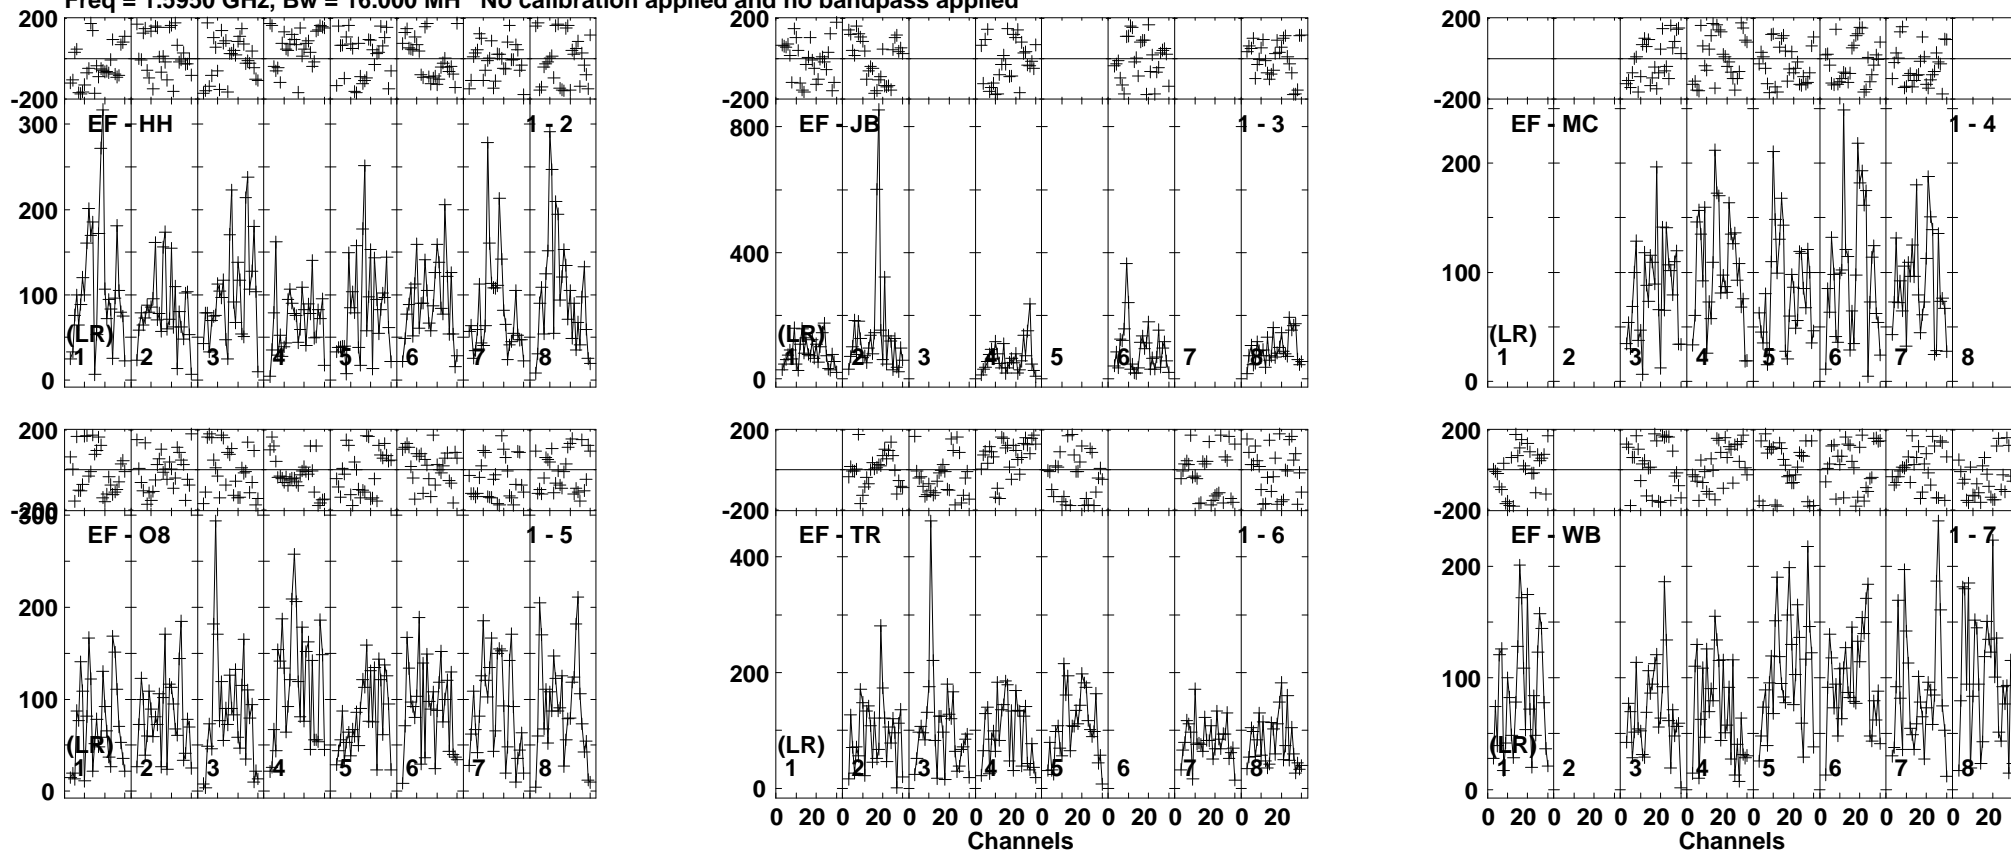 Freq = 1.5950 GHz, Bw = 16.000 MH No calibration applied and no bandpass applied
200
-200
300
200
100
0
EF - HH
1 - 2
(LR)
1 2 3 4 5 6 7 8
200
-200
800
400
0
EF - JB
1 - 3
(LR)
1 2 3 4 5 6 7 8
200
-200
200
100
0
EF - MC
1 - 4
(LR)
1 2 3 4 5 6 7 8
200
-200
300
200
100
0
EF - O8
1 - 5
(LR)
1 2 3 4 5 6 7 8
200
-200
400
200
0
EF - TR
1 - 6
(LR)
1 2 3 4 5 6 7 8
0 20 0 20 0 20 0 20 0 20 0 20 0 20 0 20
Channels
200
-200
200
100
0
EF - WB
1 - 7
(LR)
1 2 3 4 5 6 7 8
0 20 0 20 0 20 0 20 0 20 0 20 0 20 0 20
Channels